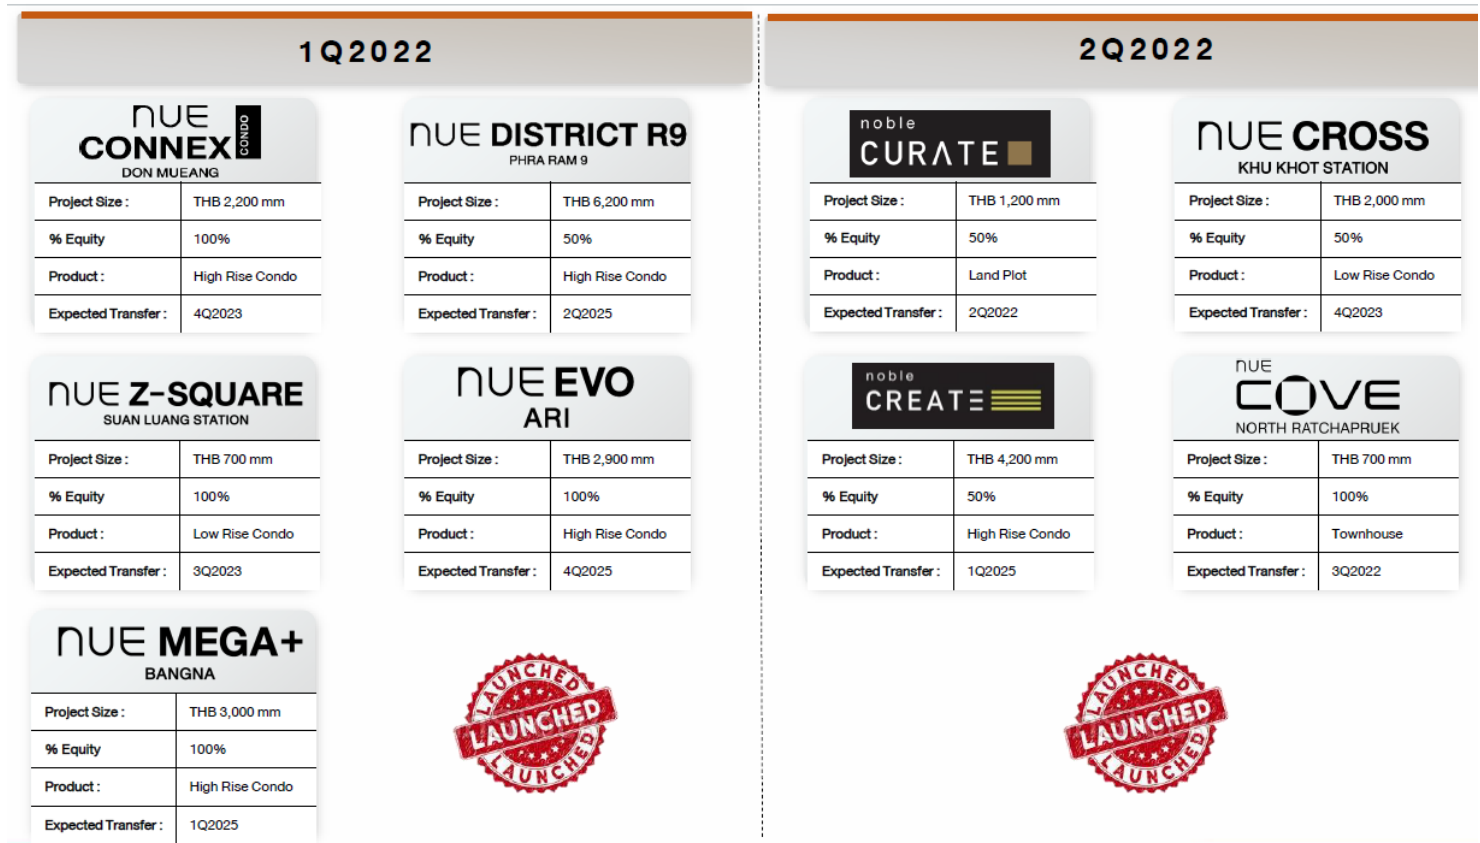 1Q2022
nue
CONNEX CONDO
DON MUEANG
Project Size : THB 2,200 mm
% Equity 100%
Product : High Rise Condo
Expected Transfer : 4Q2023
nue DISTRICT R9
PHRA RAM 9
Project Size : THB 6,200 mm
% Equity 50%
Product : High Rise Condo
Expected Transfer : 2Q2025
nue Z-SQUARE
SUAN LUANG STATION
Project Size : THB 700 mm
% Equity 100%
Product : Low Rise Condo
Expected Transfer : 3Q2023
nue EVO
ARI
Project Size : THB 2,900 mm
% Equity 100%
Product : High Rise Condo
Expected Transfer : 4Q2025
nue MEGA+
BANGNA
Project Size : THB 3,000 mm
% Equity 100%
Product : High Rise Condo
Expected Transfer : 1Q2025
LAUNCHED
LAUNCHED
LAUNCHED
2Q2022
noble
CURATE
Project Size : THB 1,200 mm
% Equity 50%
Product : Land Plot
Expected Transfer : 2Q2022
nue CROSS
KHU KHOT STATION
Project Size : THB 2,000 mm
% Equity 50%
Product : Low Rise Condo
Expected Transfer : 4Q2023
noble
CREATE
Project Size : THB 4,200 mm
% Equity 50%
Product : High Rise Condo
Expected Transfer : 1Q2025
nue
COVE
NORTH RATCHAPRUEK
Project Size : THB 700 mm
% Equity 100%
Product : Townhouse
Expected Transfer : 3Q2022
LAUNCHED
LAUNCHED
LAUNCHED